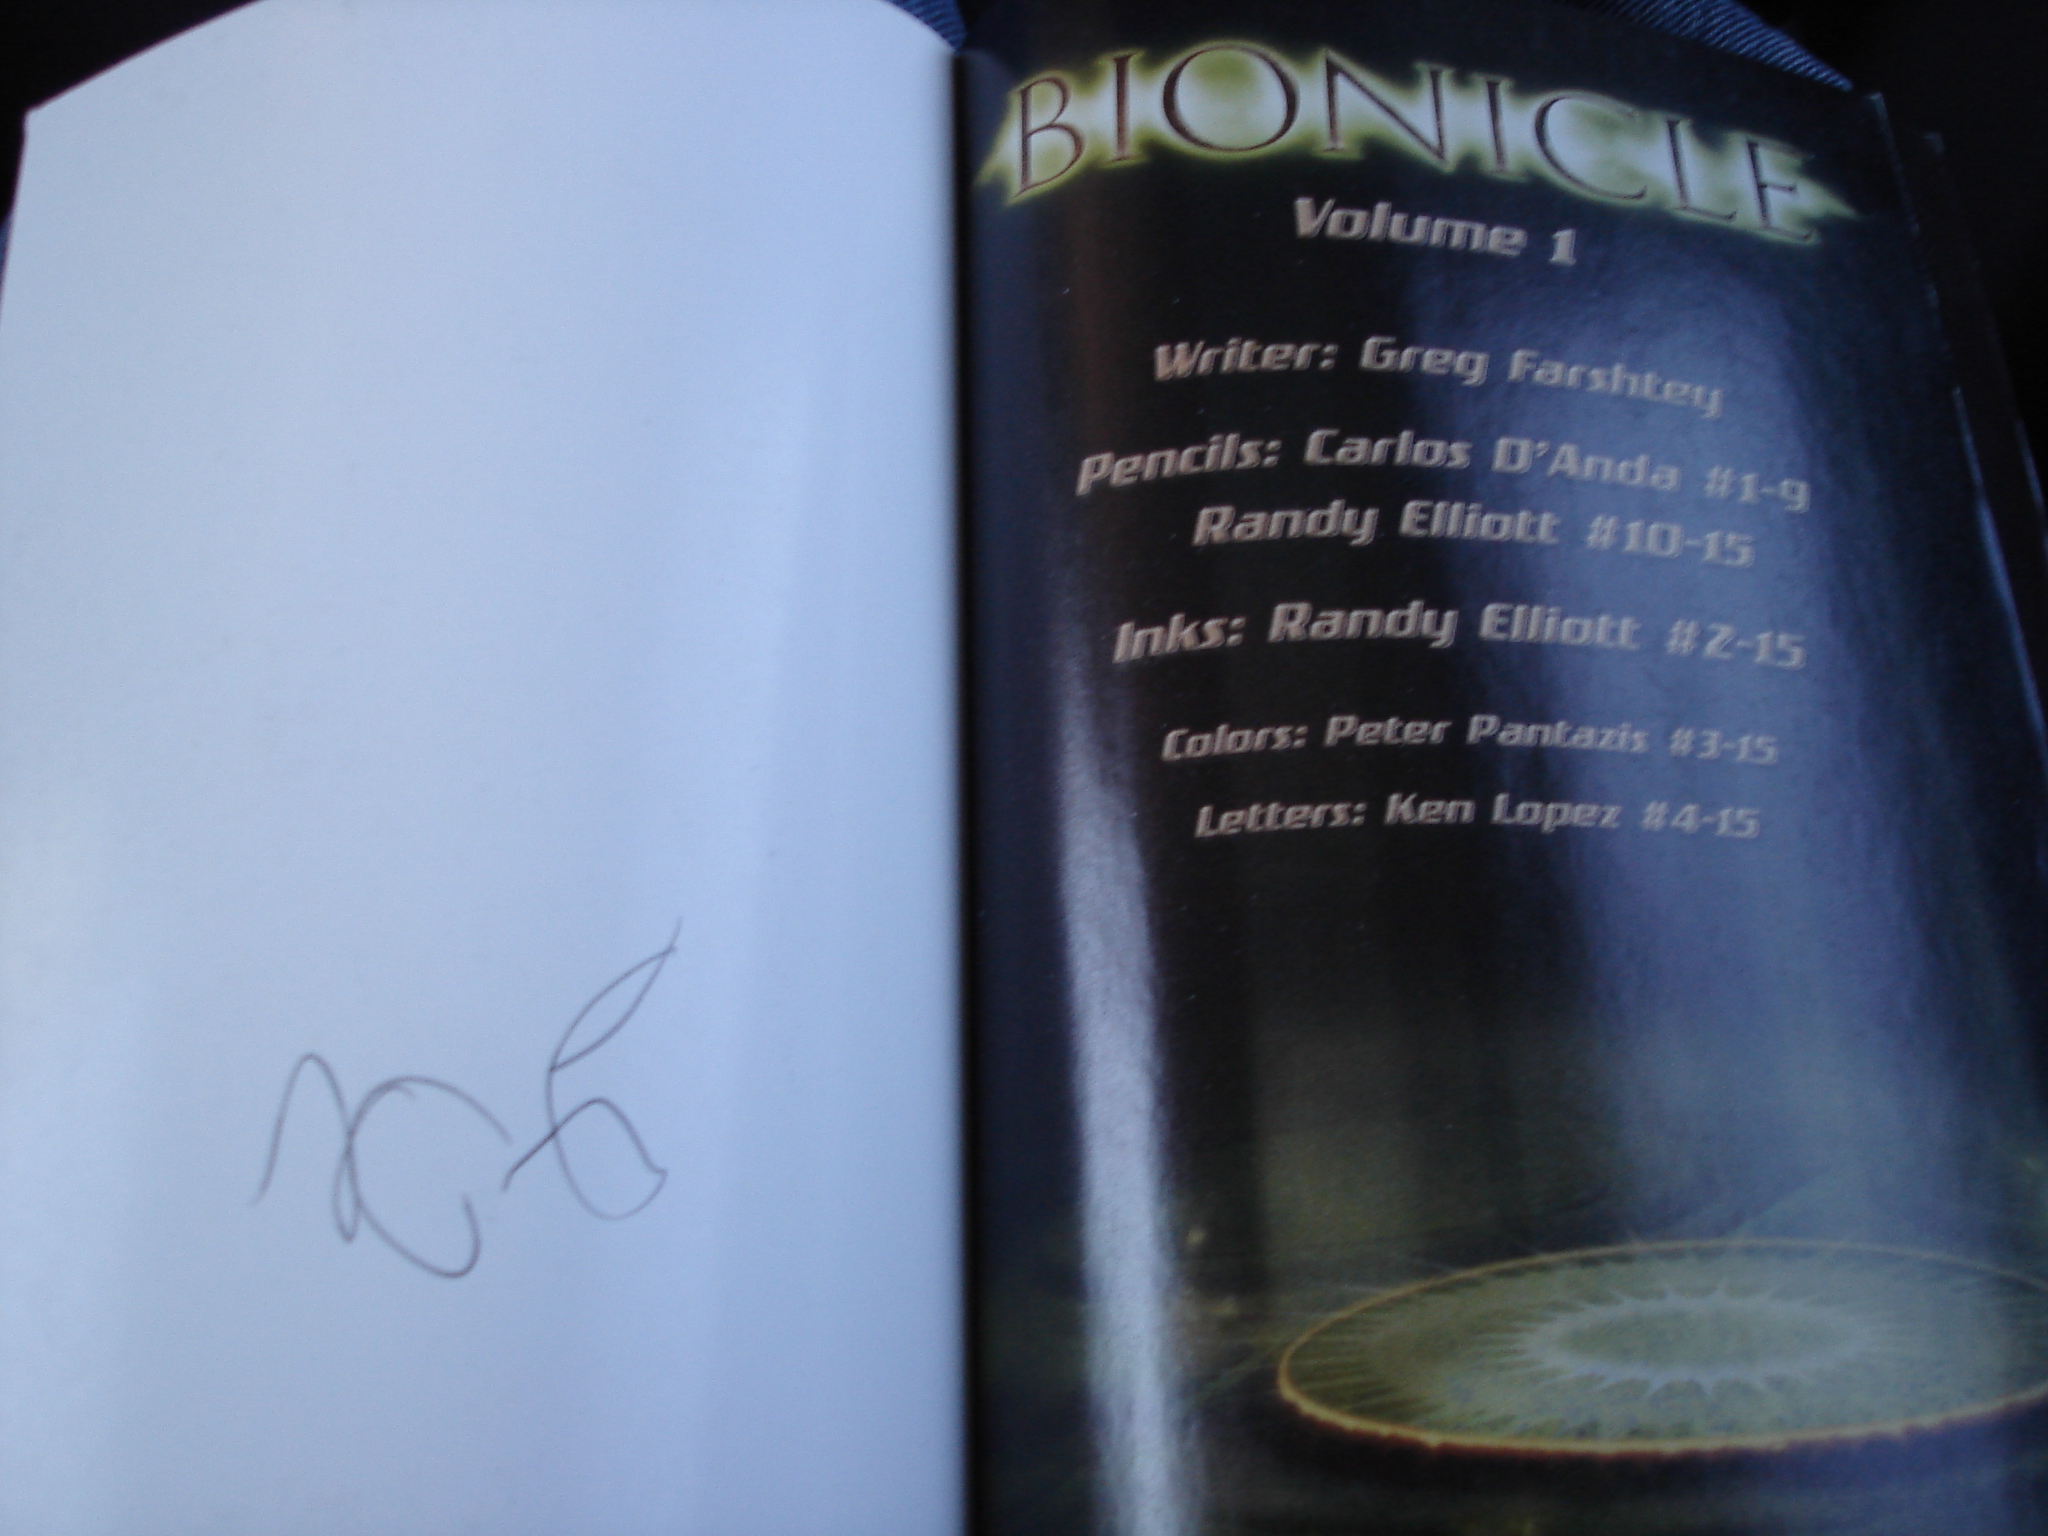 BIONICLE
Volume 1
Writer: Greg Farshtey
Pencils: Carlos D'Anda #1-9
Randy Elliott #10-15
Inks: Randy Elliott #2-15
Colors: Peter Pantazis #3-15
Letters: Ken Lopez #4-15